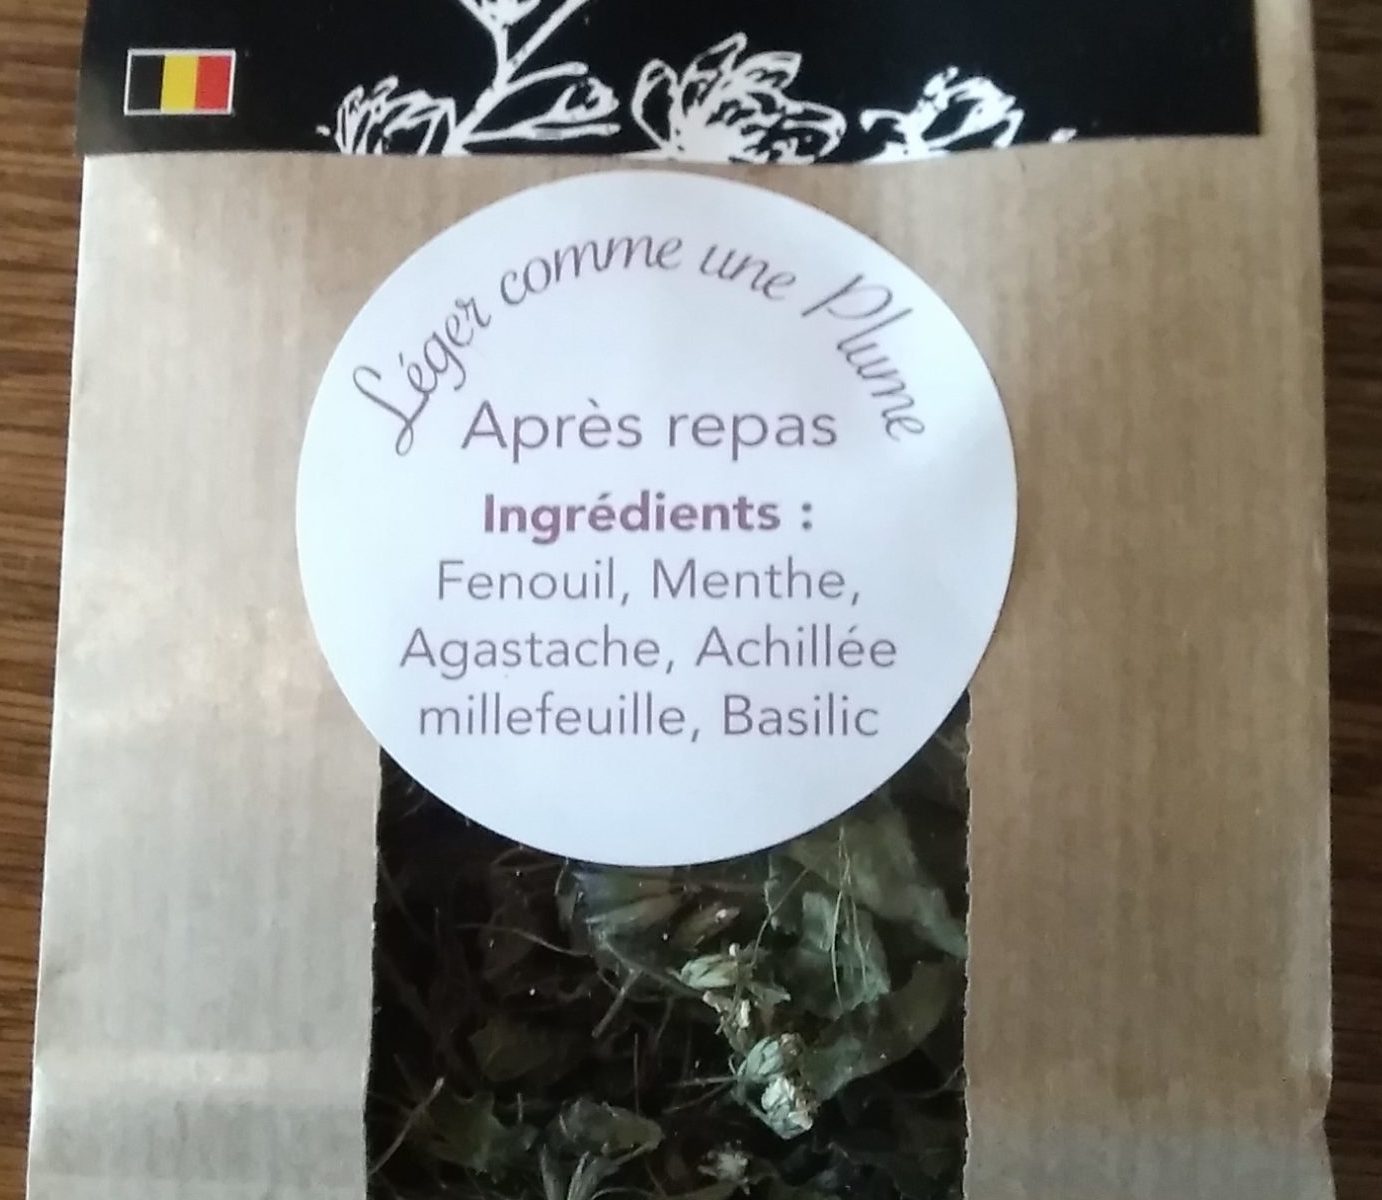 Léger comme une Plume
Après repas
Ingrédients :
Fenouil, Menthe,
Agastache, Achillée
millefeuille, Basilic